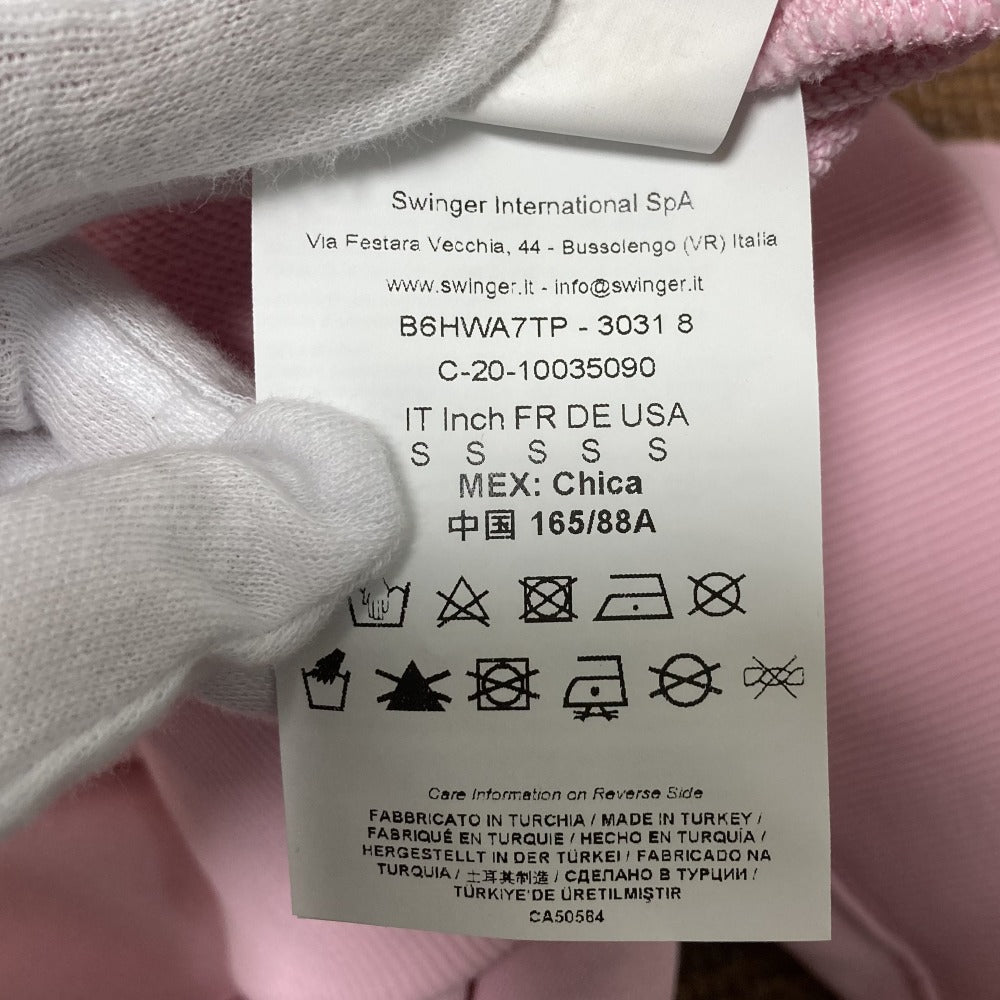 Swinger International SpA
Via Festara Vecchia, 44 - Bussolengo (VR) Italia
www.swinger.it - info@swinger.it
B6HWA7TP - 3031 8
C-20-10035090
IT Inch FR DE USA
S S S S S
MEX: Chica
中国 165/88A
Care Information on Reverse Side
FABBRICATO IN TURCHIA / MADE IN TURKEY /
FABRIQUÉ EN TURQUIE / HECHO EN TURQUÍA /
HERGESTELLT IN DER TÜRKEI / FABRICADO NA
TURQUIA / 土耳其制造 / СДЕЛАНО В ТУРЦИИ /
TÜRKİYE'DE ÜRETILMIŞTIR
CA50564